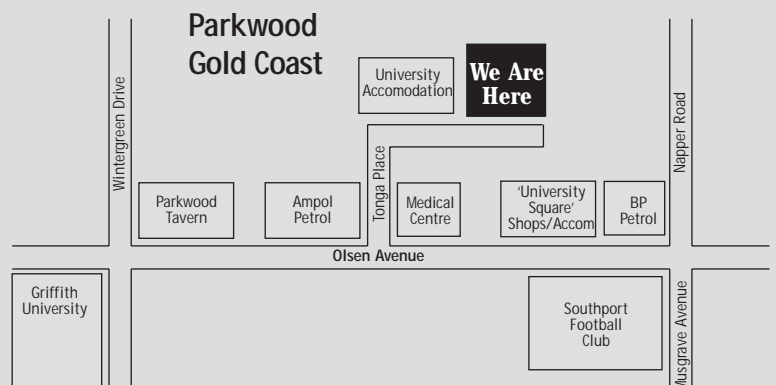 Parkwood
Gold Coast
University
Accomodation
We Are
Here
Wintergreen Drive
Napper Road
Tonga Place
Parkwood
Tavern
Ampol
Petrol
Medical
Centre
'University
Square'
Shops/Accom
BP
Petrol
Olsen Avenue
Griffith
University
Southport
Football
Club
Musgrave Avenue